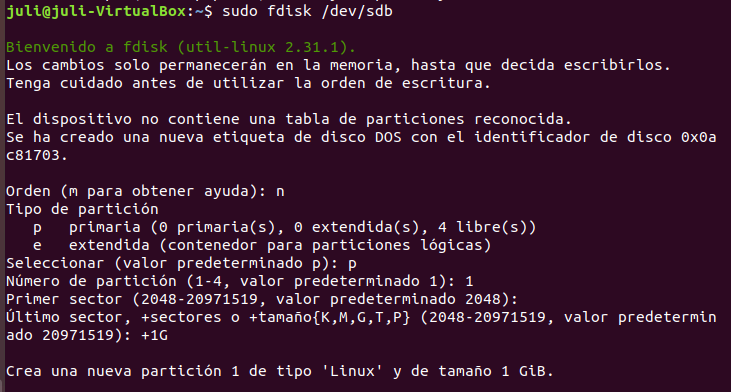 juli@juli-VirtualBox:~$ sudo fdisk /dev/sdb
Bienvenido a fdisk (util-linux 2.31.1).
Los cambios solo permanecerán en la memoria, hasta que decida escribirlos.
Tenga cuidado antes de utilizar la orden de escritura.
El dispositivo no contiene una tabla de particiones reconocida.
Se ha creado una nueva etiqueta de disco DOS con el identificador de disco 0x0a
c81703.
Orden (m para obtener ayuda): n
Tipo de partición
   p   primaria (0 primaria(s), 0 extendida(s), 4 libre(s))
   e   extendida (contenedor para particiones lógicas)
Seleccionar (valor predeterminado p): p
Número de partición (1-4, valor predeterminado 1): 1
Primer sector (2048-20971519, valor predeterminado 2048):
Último sector, +sectores o +tamaño{K,M,G,T,P} (2048-20971519, valor predetermin
ado 20971519): +1G
Crea una nueva partición 1 de tipo 'Linux' y de tamaño 1 GiB.